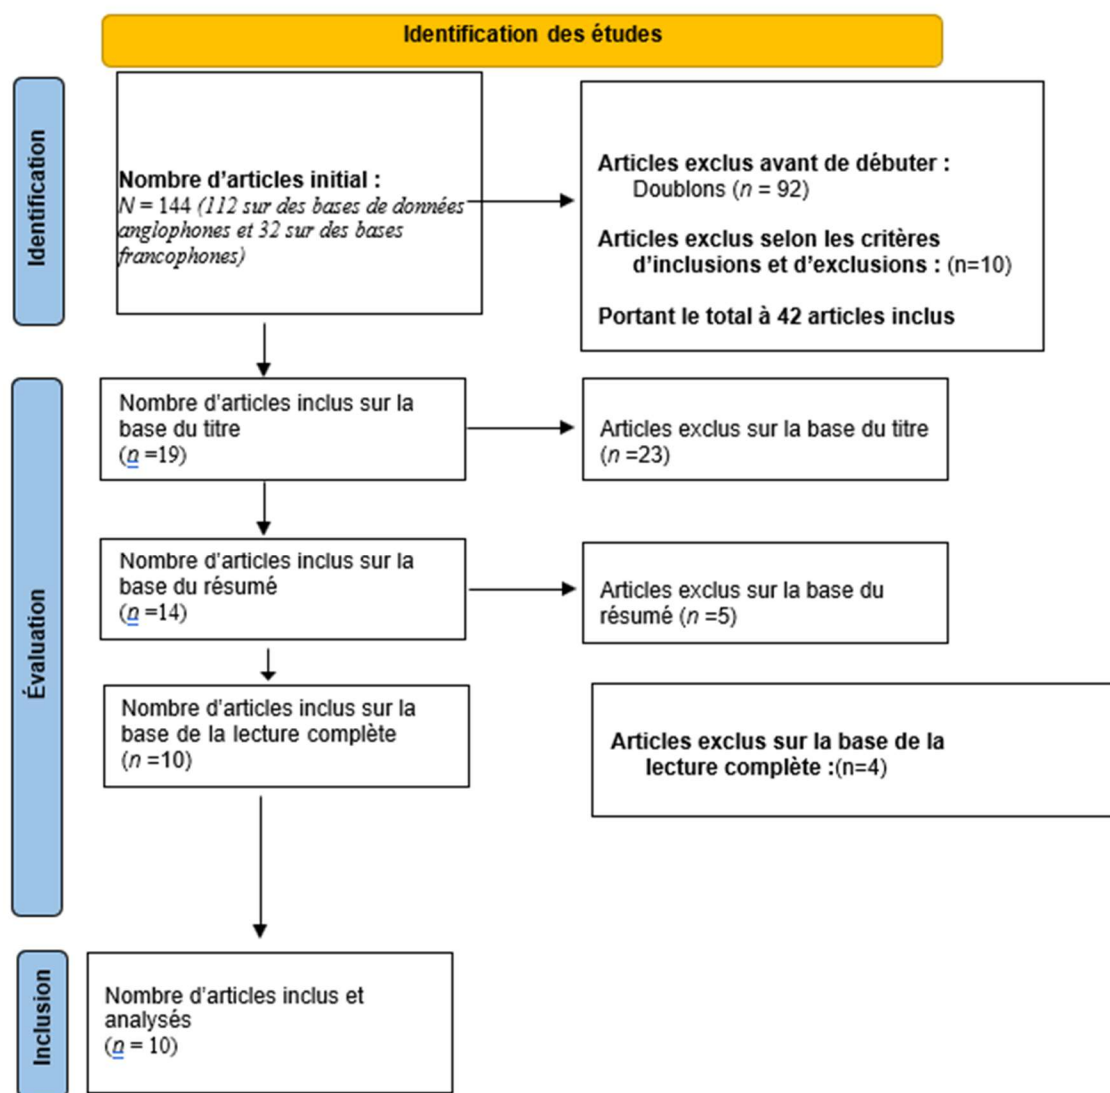 Identification des études
Identification
Nombre d'articles initial :
N = 144 (112 sur des bases de données
anglophones et 32 sur des bases
francophones)
Articles exclus avant de débuter :
Doublons (n = 92)
Articles exclus selon les critères
d'inclusions et d'exclusions : (n=10)
Portant le total à 42 articles inclus
Évaluation
Nombre d'articles inclus sur la
base du titre
(n =19)
Articles exclus sur la base du titre
(n =23)
Nombre d'articles inclus sur la
base du résumé
(n =14)
Articles exclus sur la base du
résumé (n =5)
Nombre d'articles inclus sur la
base de la lecture complète
(n =10)
Articles exclus sur la base de la
lecture complète :(n=4)
Inclusion
Nombre d'articles inclus et
analysés
(n = 10)